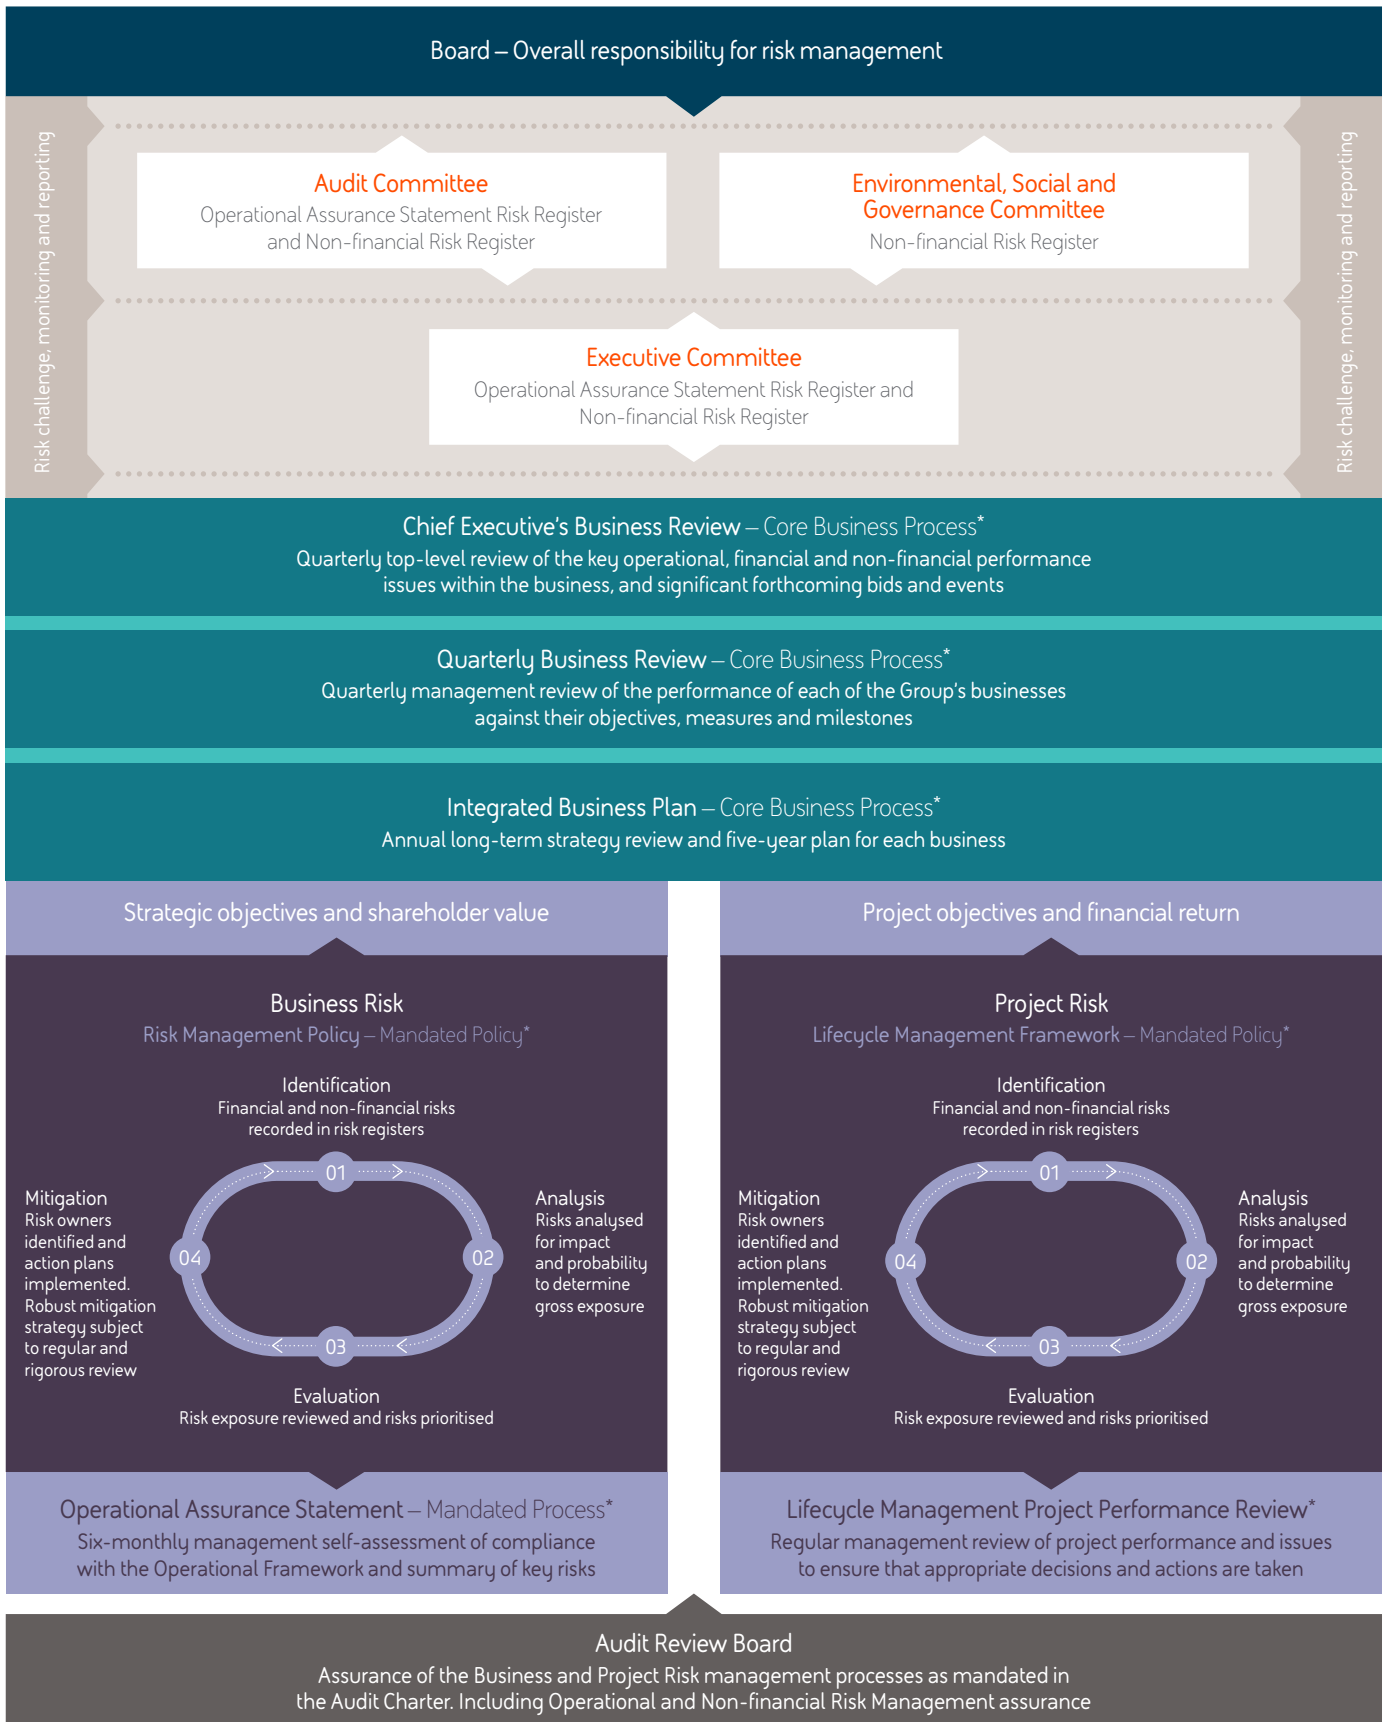 Board – Overall responsibility for risk management
Risk challenge, monitoring and reporting
Audit Committee
Operational Assurance Statement Risk Register
and Non-financial Risk Register
Environmental, Social and
Governance Committee
Non-financial Risk Register
Risk challenge, monitoring and reporting
Executive Committee
Operational Assurance Statement Risk Register and
Non-financial Risk Register
Chief Executive's Business Review – Core Business Process*
Quarterly top-level review of the key operational, financial and non-financial performance
issues within the business, and significant forthcoming bids and events
Quarterly Business Review – Core Business Process*
Quarterly management review of the performance of each of the Group's businesses
against their objectives, measures and milestones
Integrated Business Plan – Core Business Process*
Annual long-term strategy review and five-year plan for each business
Strategic objectives and shareholder value
Business Risk
Risk Management Policy – Mandated Policy*
Identification
Financial and non-financial risks
recorded in risk registers
01
Mitigation
Risk owners
identified and
action plans
implemented.
Robust mitigation
strategy subject
to regular and
rigorous review
04
02
Analysis
Risks analysed
for impact
and probability
to determine
gross exposure
03
Evaluation
Risk exposure reviewed and risks prioritised
Operational Assurance Statement – Mandated Process*
Six-monthly management self-assessment of compliance
with the Operational Framework and summary of key risks
Project objectives and financial return
Project Risk
Lifecycle Management Framework – Mandated Policy*
Identification
Financial and non-financial risks
recorded in risk registers
01
Mitigation
Risk owners
identified and
action plans
implemented.
Robust mitigation
strategy subject
to regular and
rigorous review
04
02
Analysis
Risks analysed
for impact
and probability
to determine
gross exposure
03
Evaluation
Risk exposure reviewed and risks prioritised
Lifecycle Management Project Performance Review*
Regular management review of project performance and issues
to ensure that appropriate decisions and actions are taken
Audit Review Board
Assurance of the Business and Project Risk management processes as mandated in
the Audit Charter. Including Operational and Non-financial Risk Management assurance